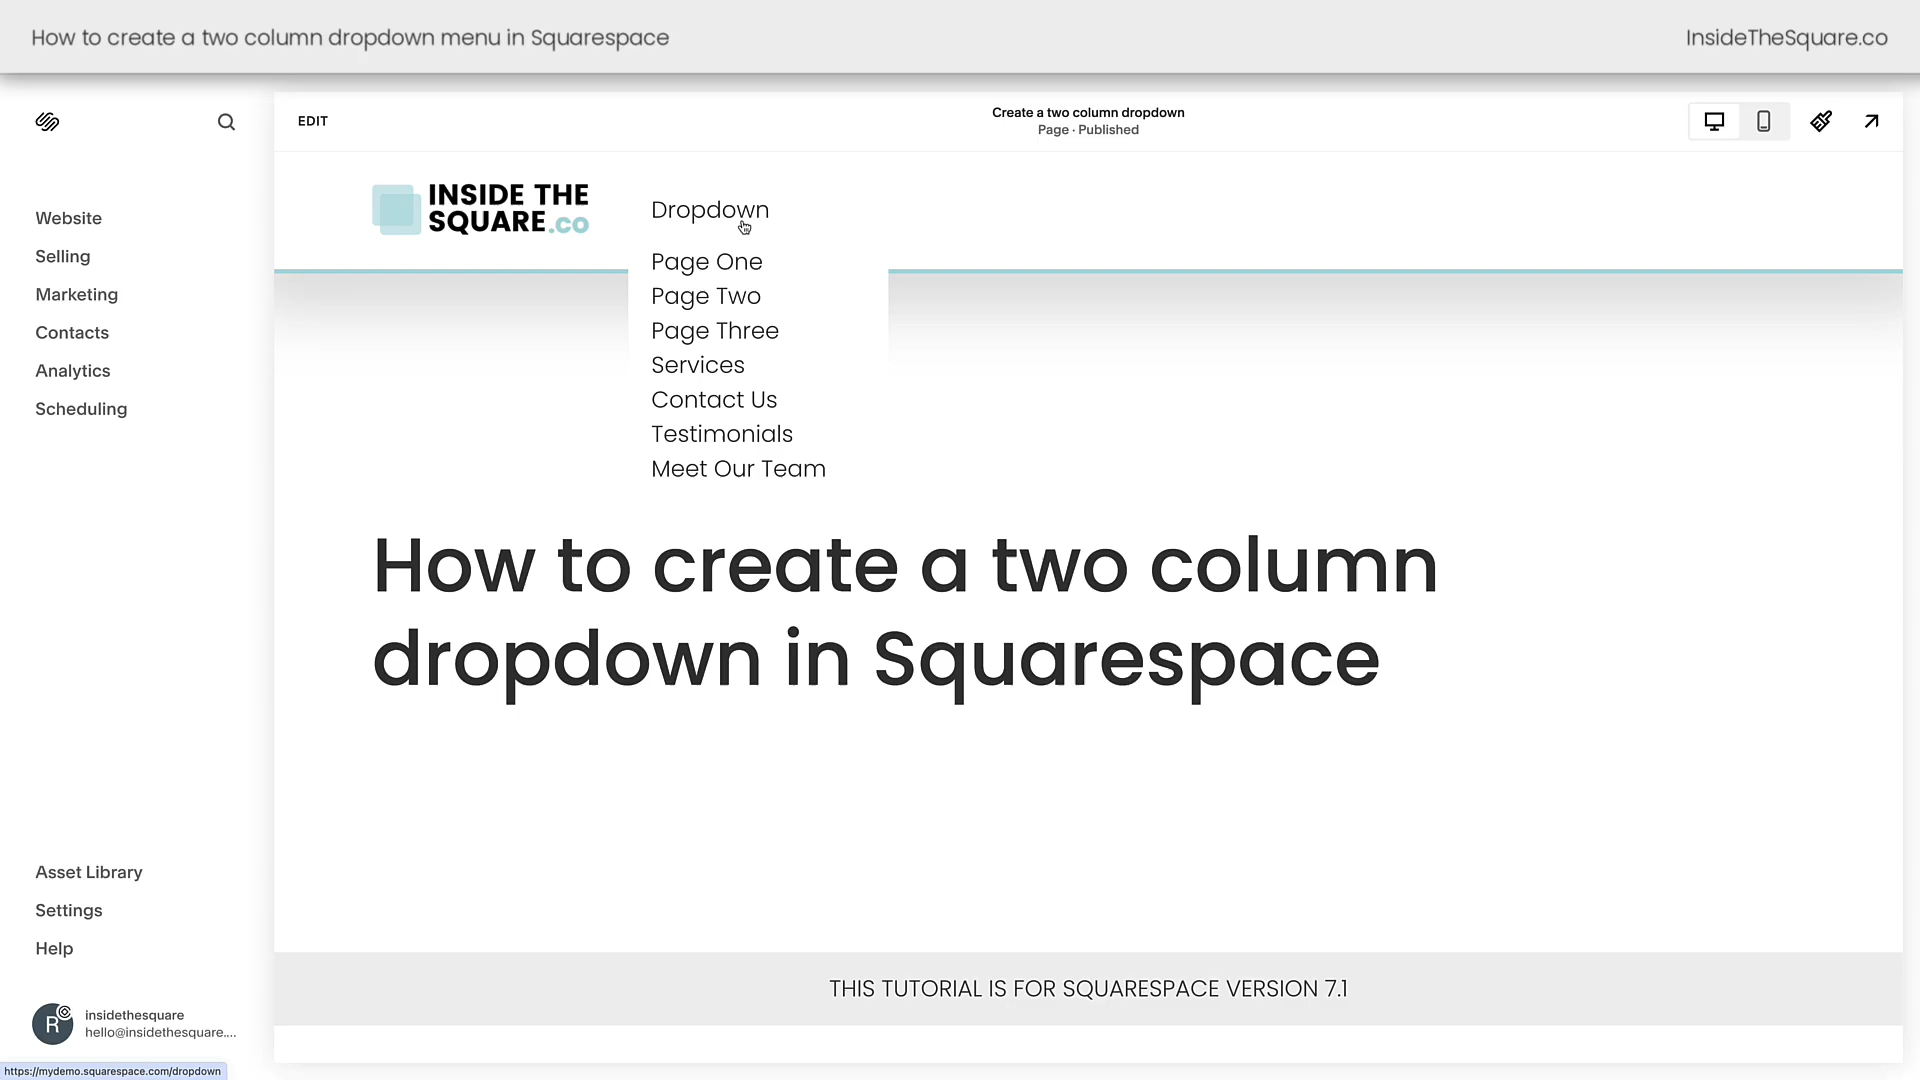 How to create a two column dropdown menu in Squarespace
InsideTheSquare.co
EDIT
Create a two column dropdown
Page · Published
Website
Selling
Marketing
Contacts
Analytics
Scheduling
INSIDE THE
SQUARE.co
Dropdown
Page One
Page Two
Page Three
Services
Contact Us
Testimonials
Meet Our Team
How to create a two column
dropdown in Squarespace
Asset Library
Settings
Help
R
insidethesquare
hello@insidethesquare....
THIS TUTORIAL IS FOR SQUARESPACE VERSION 7.1
https://mydemo.squarespace.com/dropdown